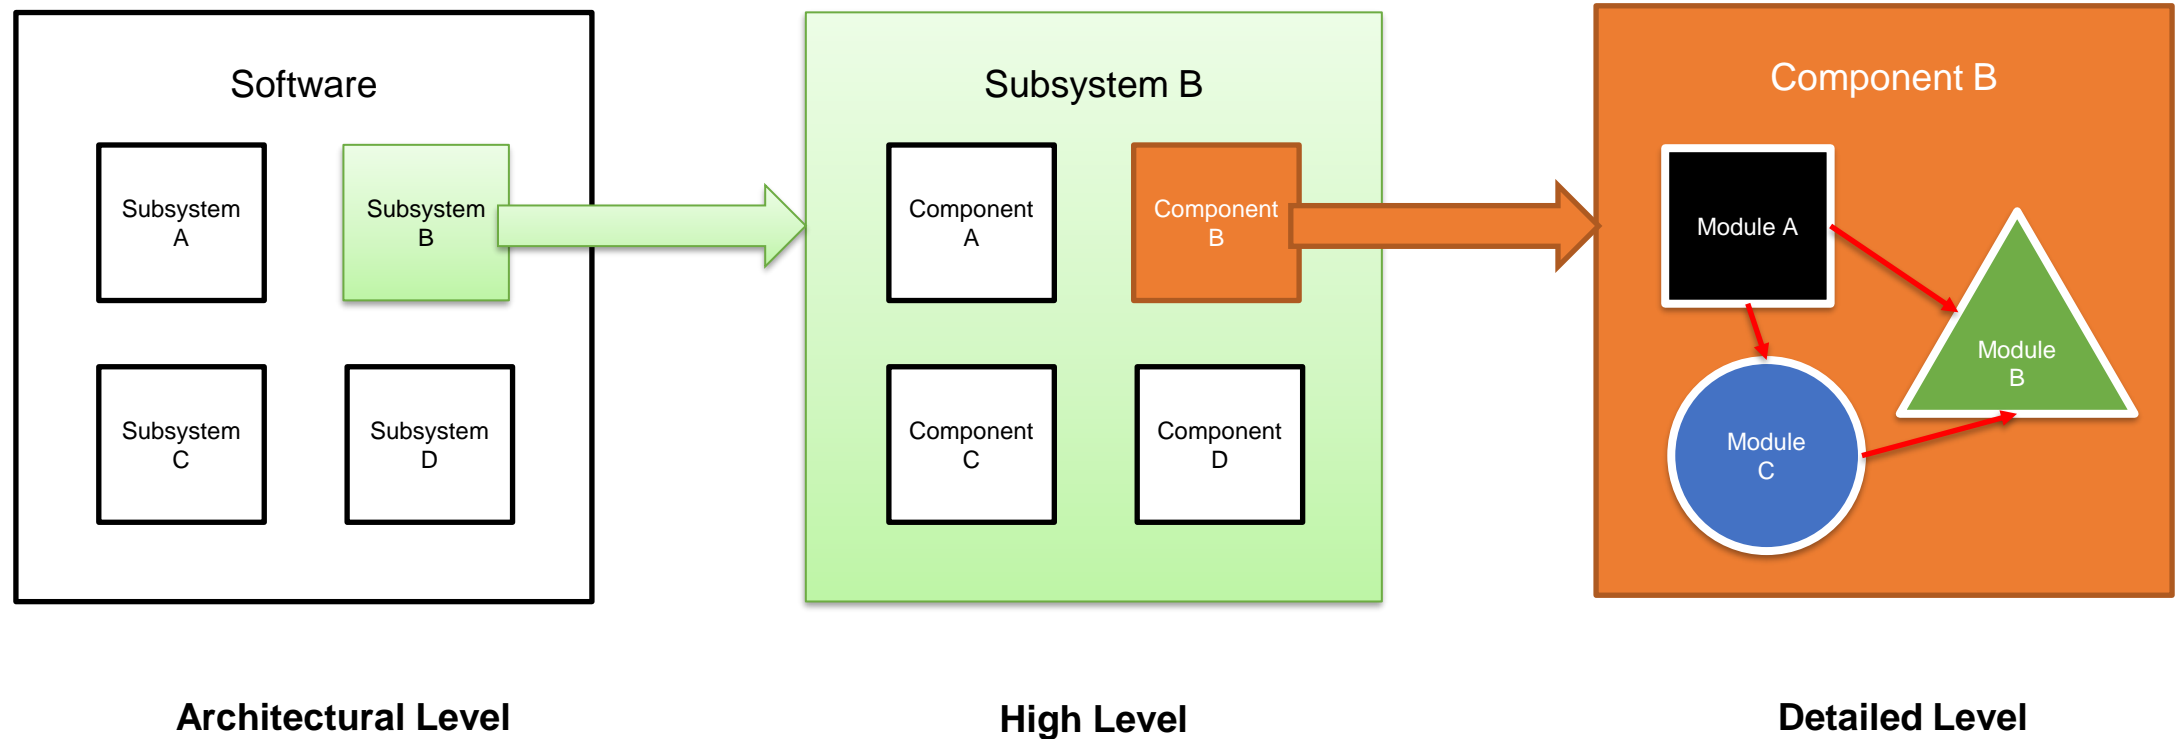 Software
Subsystem
A
Subsystem
B
Subsystem
C
Subsystem
D
Architectural Level
Subsystem B
Component
A
Component
B
Component
C
Component
D
High Level
Component B
Module A
Module
B
Module
C
Detailed Level